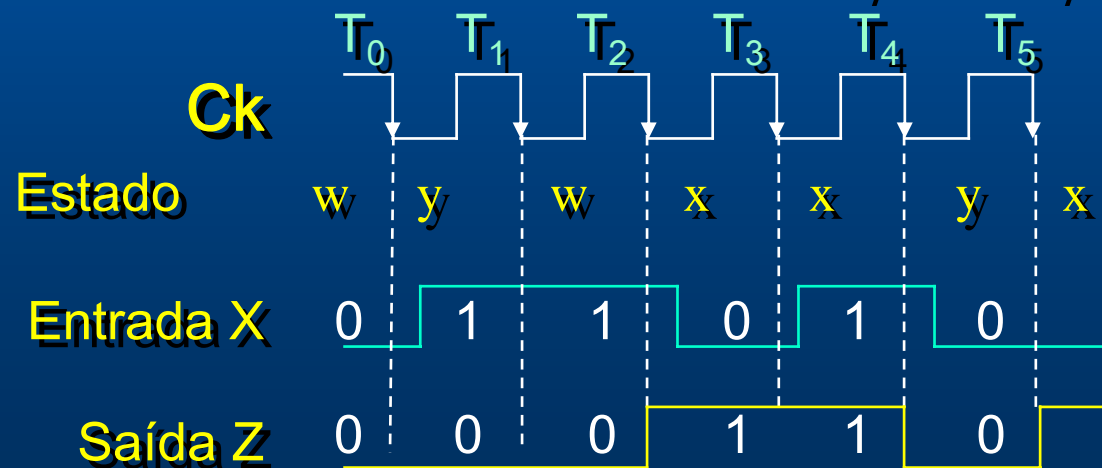 T0 T1 T2 T3 T4 T5
Ck
Estado w y w x x y x
Entrada X 0 1 1 0 1 0
Saída Z 0 0 0 1 1 0